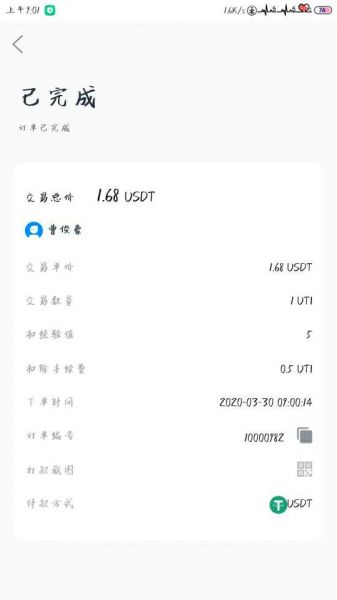 上午9:01
1.6K/s
76
已完成
订单已完成
交易总价 1.68 USDT
曹俊豪
交易单价 1.68 USDT
交易数量 1 UTI
扣经验值 5
扣除手续费 0.5 UTI
下单时间 2020-03-30 09:00:14
订单编号 10000982
打款截图
付款方式 USDT